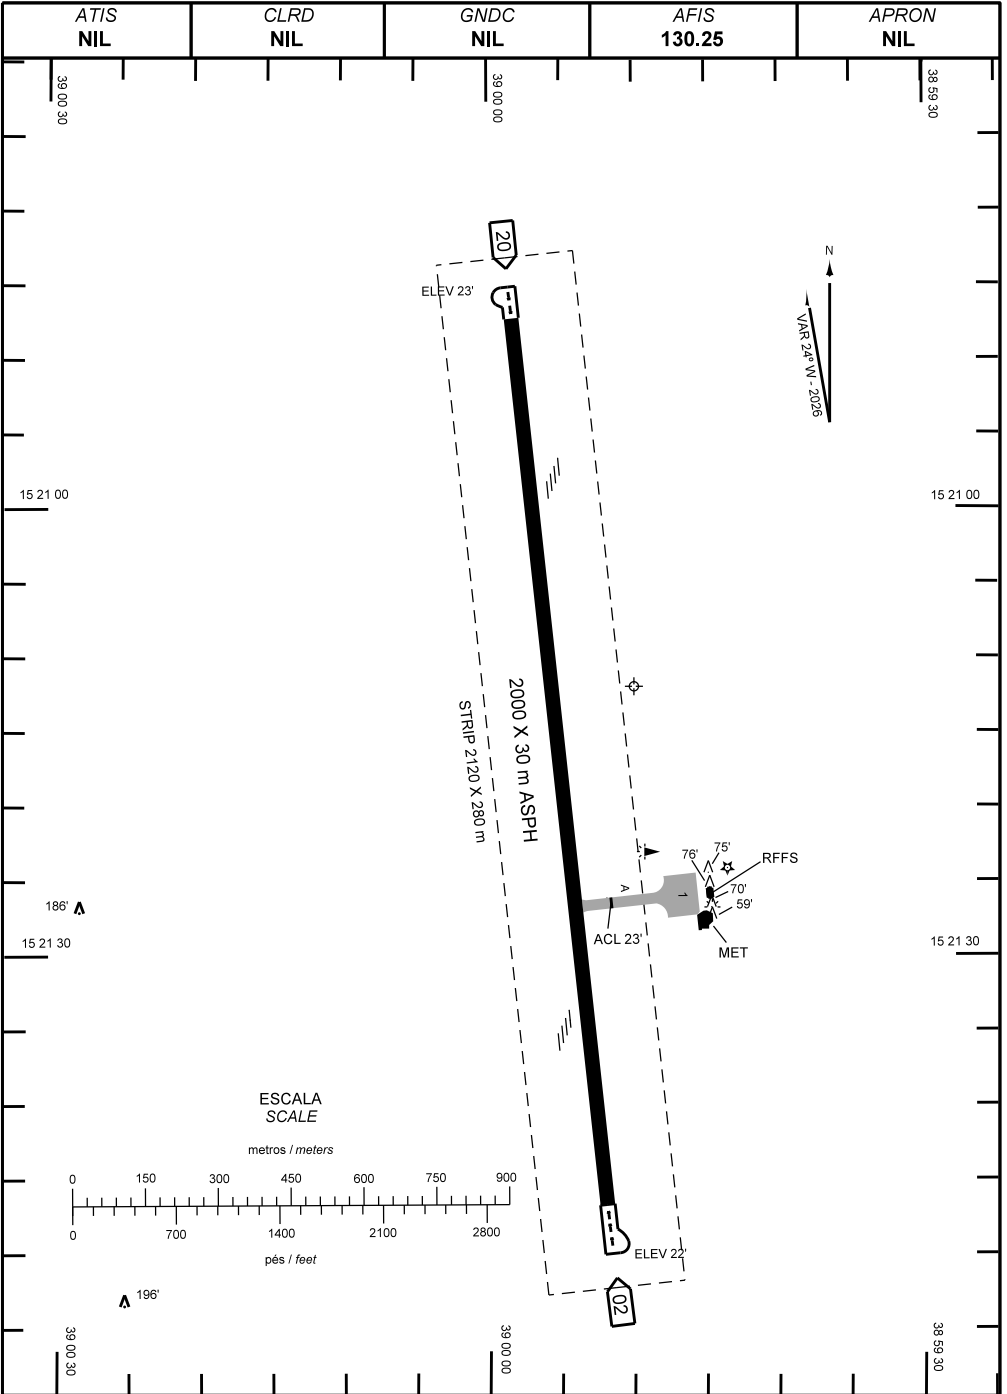 ATIS
NIL
CLRD
NIL
GNDC
NIL
AFIS
130.25
APRON
NIL
39 00 30
39 00 00
38 59 30
20
ELEV 23'
N
VAR 24º W - 2026
15 21 00
15 21 00
2000 X 30 m ASPH
STRIP 2120 X 280 m
76'
75'
RFFS
A
1
70'
59'
ACL 23'
MET
186'
15 21 30
15 21 30
ESCALA
SCALE
metros / meters
0 150 300 450 600 750 900
0 700 1400 2100 2800
pés / feet
ELEV 22'
02
196'
39 00 30
39 00 00
38 59 30